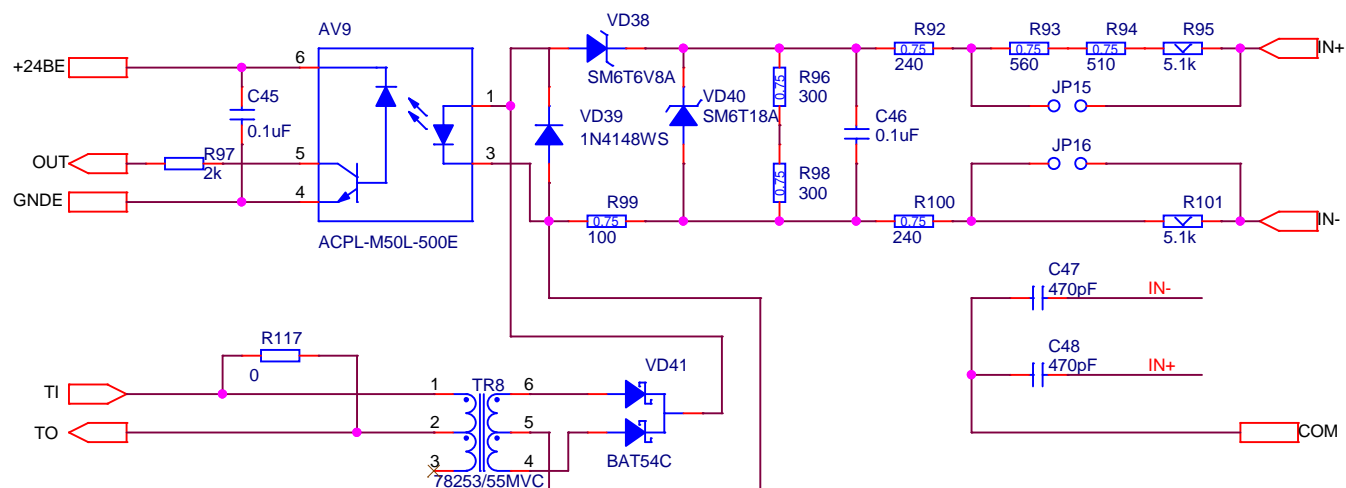 AV9
VD38
R92
R93
R94
R95
+24BE
6
1
0.75
0.75
0.75
IN+
240
560
510
5.1k
SM6T6V8A
C45
0.1uF
VD39
1N4148WS
VD40
SM6T18A
0.75
R96
300
C46
0.1uF
JP15
JP16
OUT
R97
2k
5
3
0.75
R98
300
GNDE
4
R99
0.75
100
R100
0.75
240
R101
5.1k
IN-
ACPL-M50L-500E
C47
470pF
IN-
R117
0
C48
470pF
IN+
VD41
TI
1
TR8
6
TO
2
5
COM
3
4
BAT54C
78253/55MVC